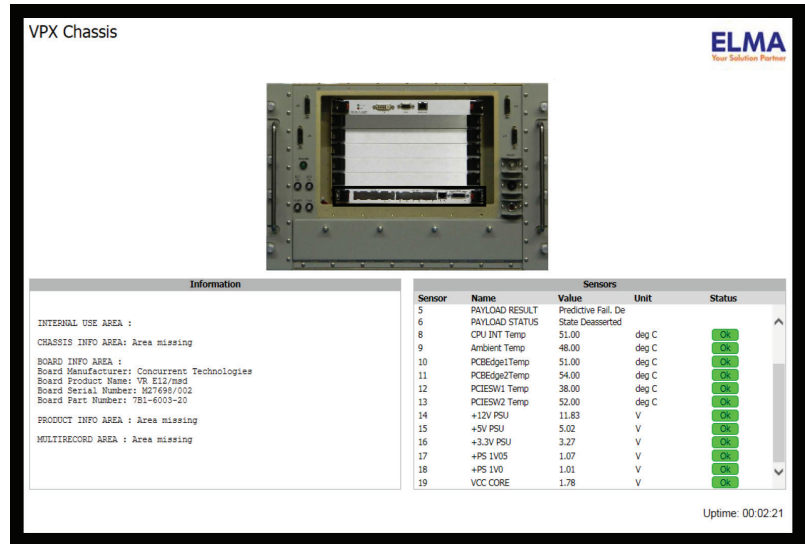 VPX Chassis
ELMA
Your Solution Partner
Information
INTERNAL USE AREA :
CHASSIS INFO AREA: Area missing
BOARD INFO AREA :
Board Manufacturer: Concurrent Technologies
Board Product Name: VR E12/msd
Board Serial Number: M27698/002
Board Part Number: 7B1-6003-20
PRODUCT INFO AREA : Area missing
MULTIRECORD AREA : Area missing
Sensors
Sensor Name Value Unit Status
5 PAYLOAD RESULT Predictive Fail. De
6 PAYLOAD STATUS State Deasserted
8 CPU INT Temp 51.00 deg C Ok
9 Ambient Temp 48.00 deg C Ok
10 PCBEdge1Temp 51.00 deg C Ok
11 PCBEdge2Temp 54.00 deg C Ok
12 PCIESW1 Temp 38.00 deg C Ok
13 PCIESW2 Temp 52.00 deg C Ok
14 +12V PSU 11.83 V Ok
15 +5V PSU 5.02 V Ok
16 +3.3V PSU 3.27 V Ok
17 +PS 1V05 1.07 V Ok
18 +PS 1V0 1.01 V Ok
19 VCC CORE 1.78 V Ok
Uptime: 00:02:21